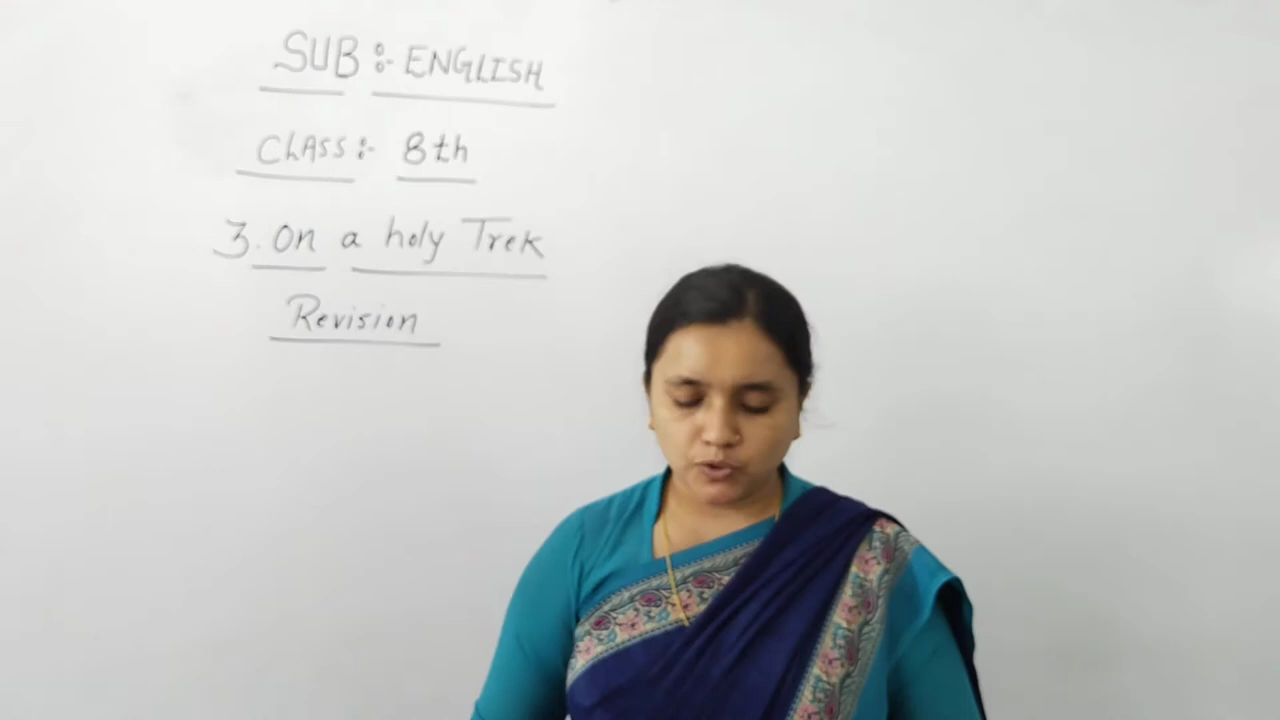 SUB :- ENGLISH
ClASS :- 8th
3. On a holy Trek
Revision